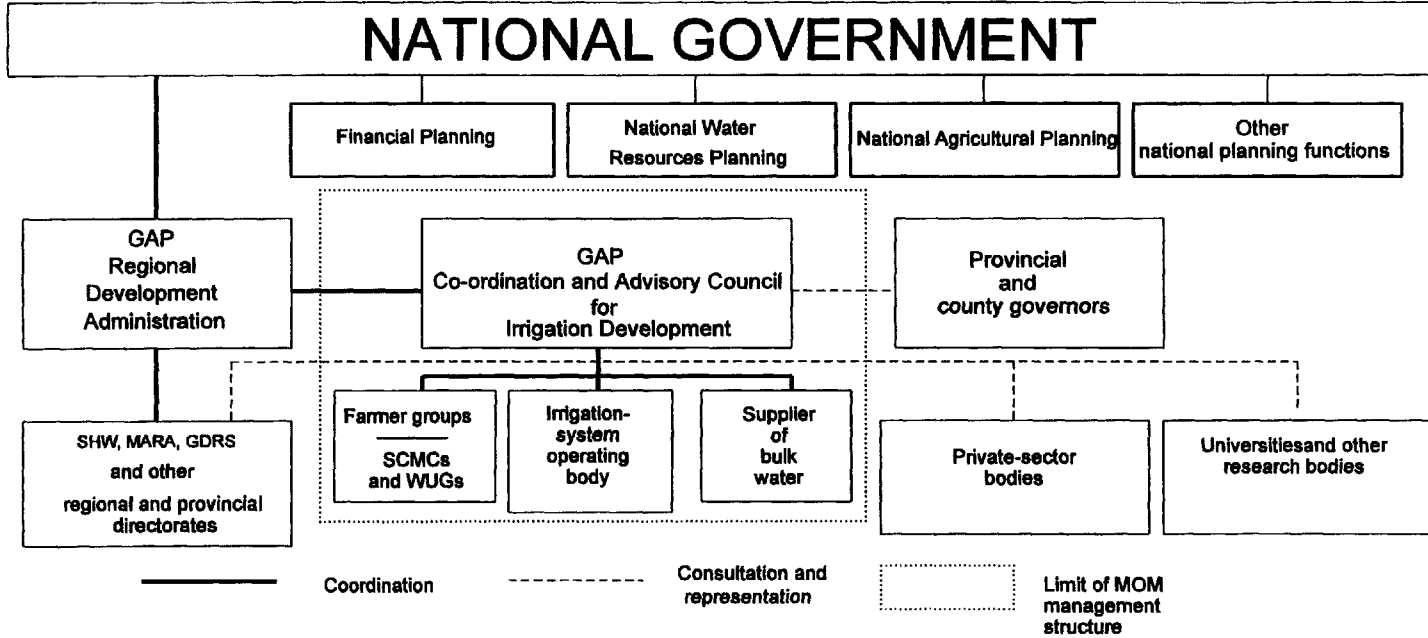 NATIONAL GOVERNMENT
Financial Planning
National Water
Resources Planning
National Agricultural Planning
Other
national planning functions
GAP
Regional
Development
Administration
GAP
Co-ordination and Advisory Council
for
Irrigation Development
Provincial
and
county governors
SHW, MARA, GDRS
and other
regional and provincial
directorates
Farmer groups
SCMCs
and WUGs
Irrigation-
system
operating
body
Supplier
of
bulk
water
Private-sector
bodies
Universitiesand other
research bodies
Coordination
Consultation and
representation
Limit of MOM
management
structure